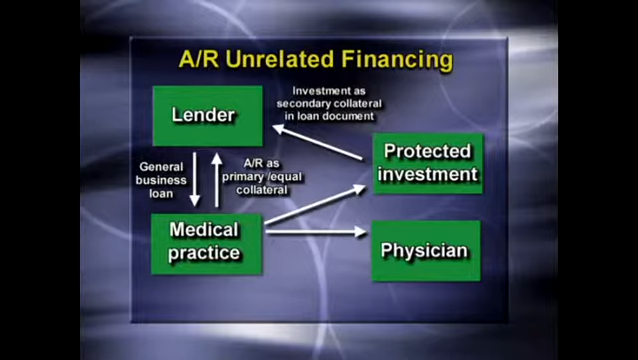 A/R Unrelated Financing
Investment as
secondary collateral
in loan document
Lender
Protected
investment
General
business
loan
A/R as
primary /equal
collateral
Medical
practice
Physician